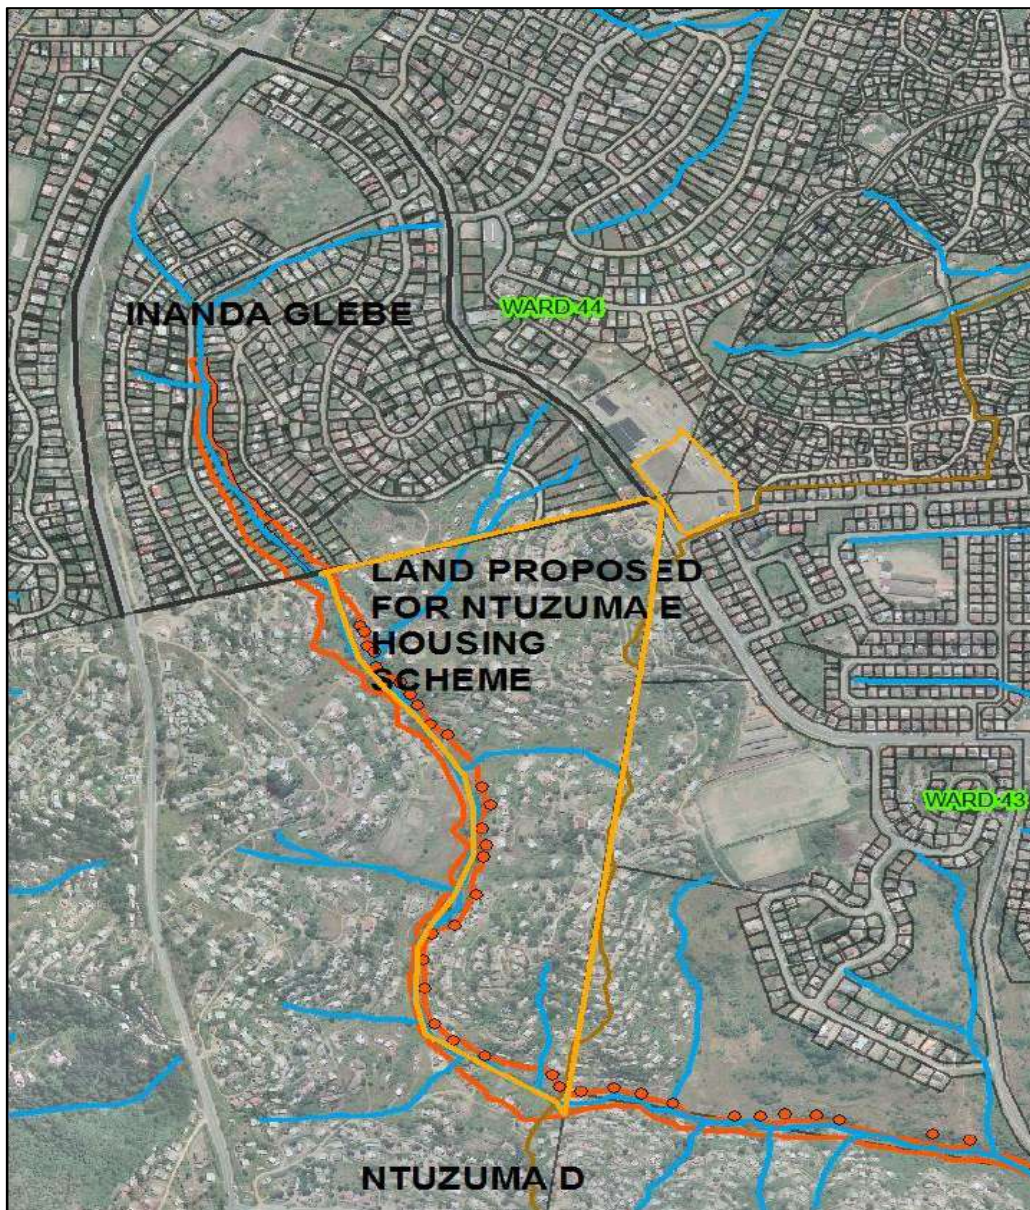 INANDA GLEBE
WARD 44
LAND PROPOSED
FOR NTUZUMA E
HOUSING
SCHEME
WARD 43
NTUZUMA D